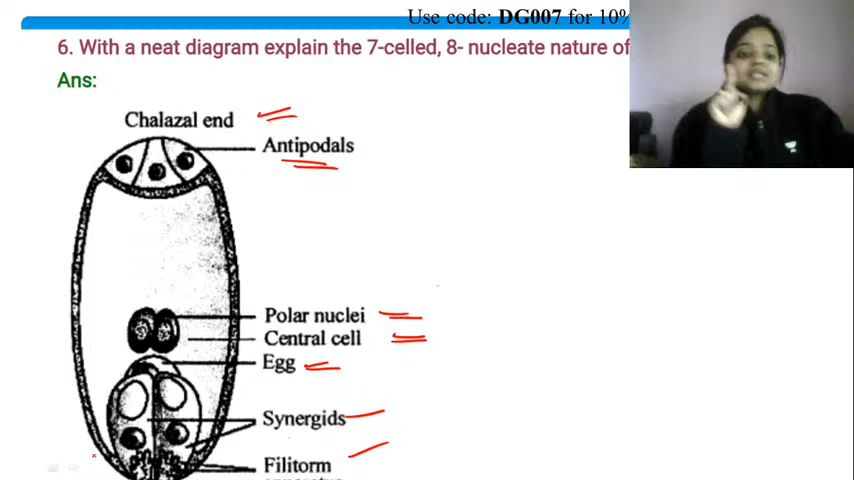 Use code: DG007 for 10%
6. With a neat diagram explain the 7-celled, 8- nucleate nature of
Ans:
Chalazal end
Antipodals
Polar nuclei
Central cell
Egg
Synergids
Filitorm